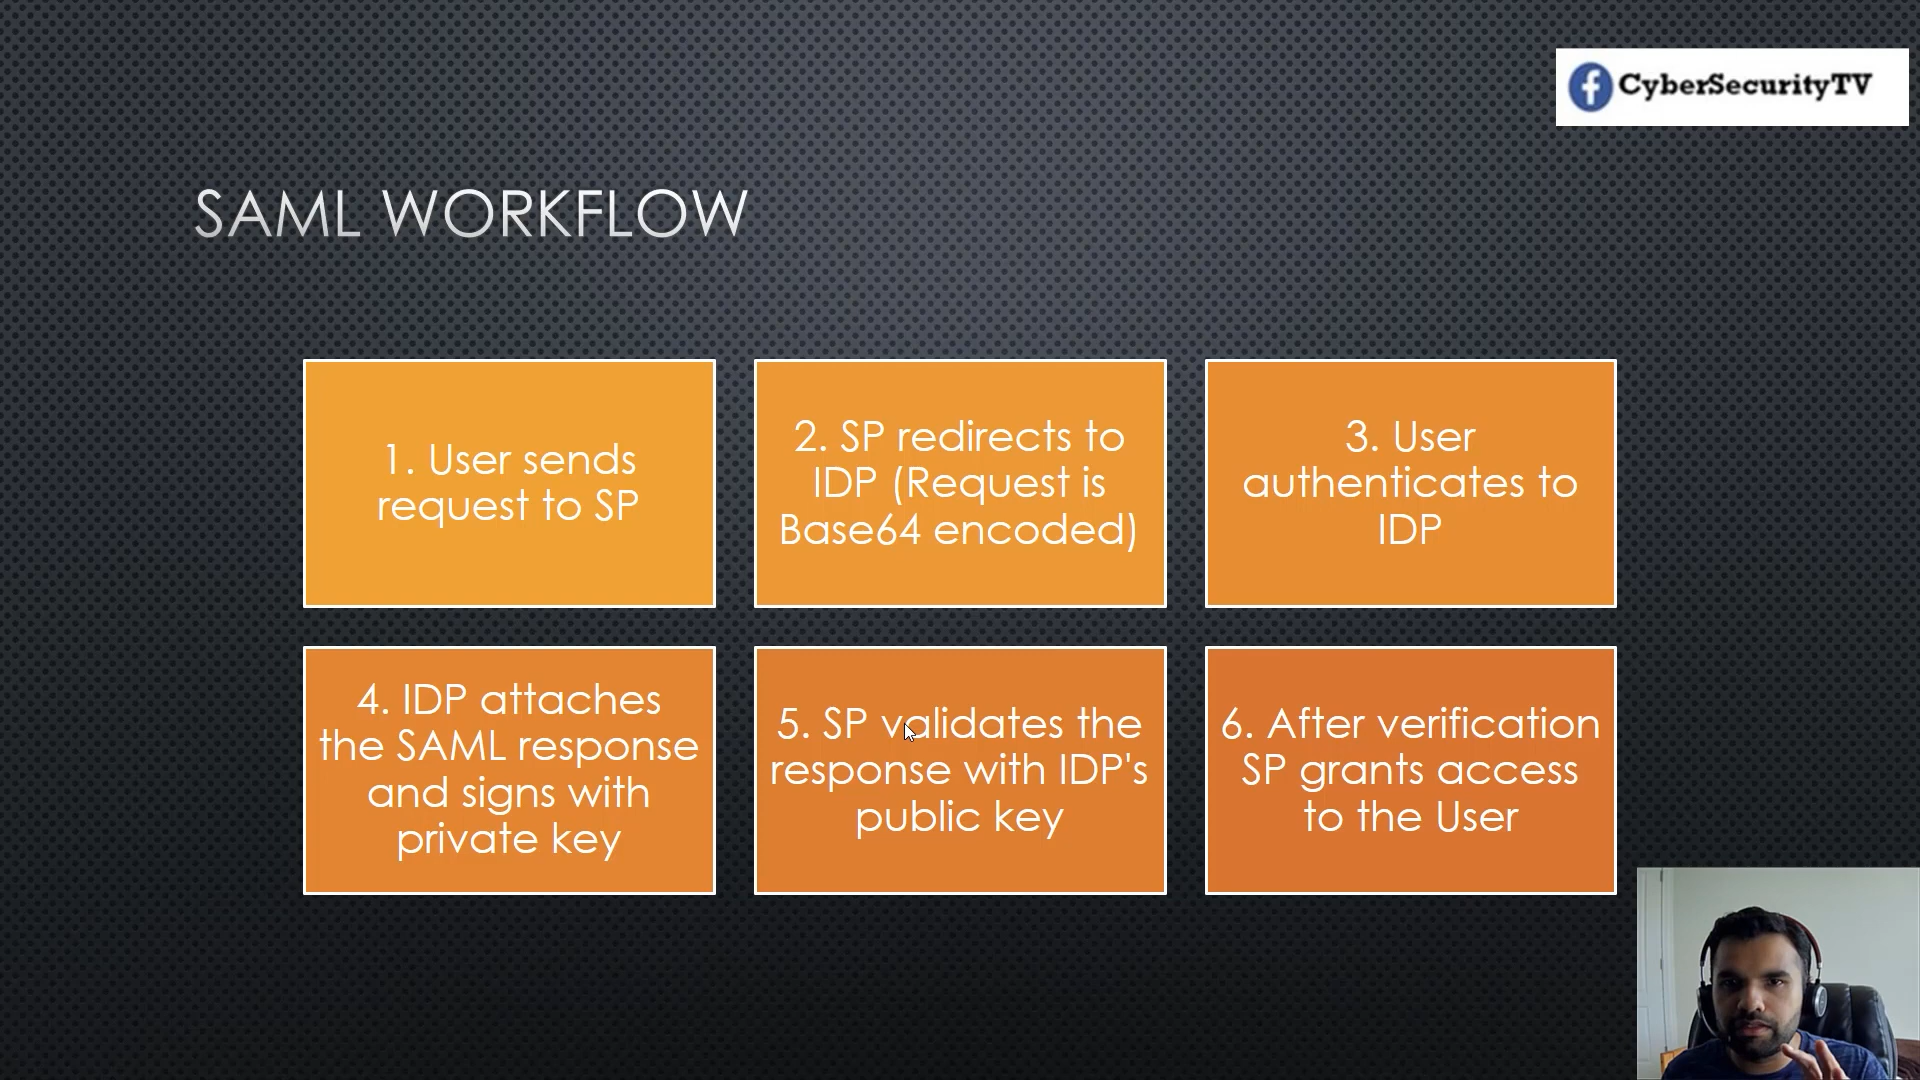 CyberSecurityTV
SAML WORKFLOW
1. User sends
request to SP
2. SP redirects to
IDP (Request is
Base64 encoded)
3. User
authenticates to
IDP
4. IDP attaches
the SAML response
and signs with
private key
5. SP validates the
response with IDP's
public key
6. After verification
SP grants access
to the User